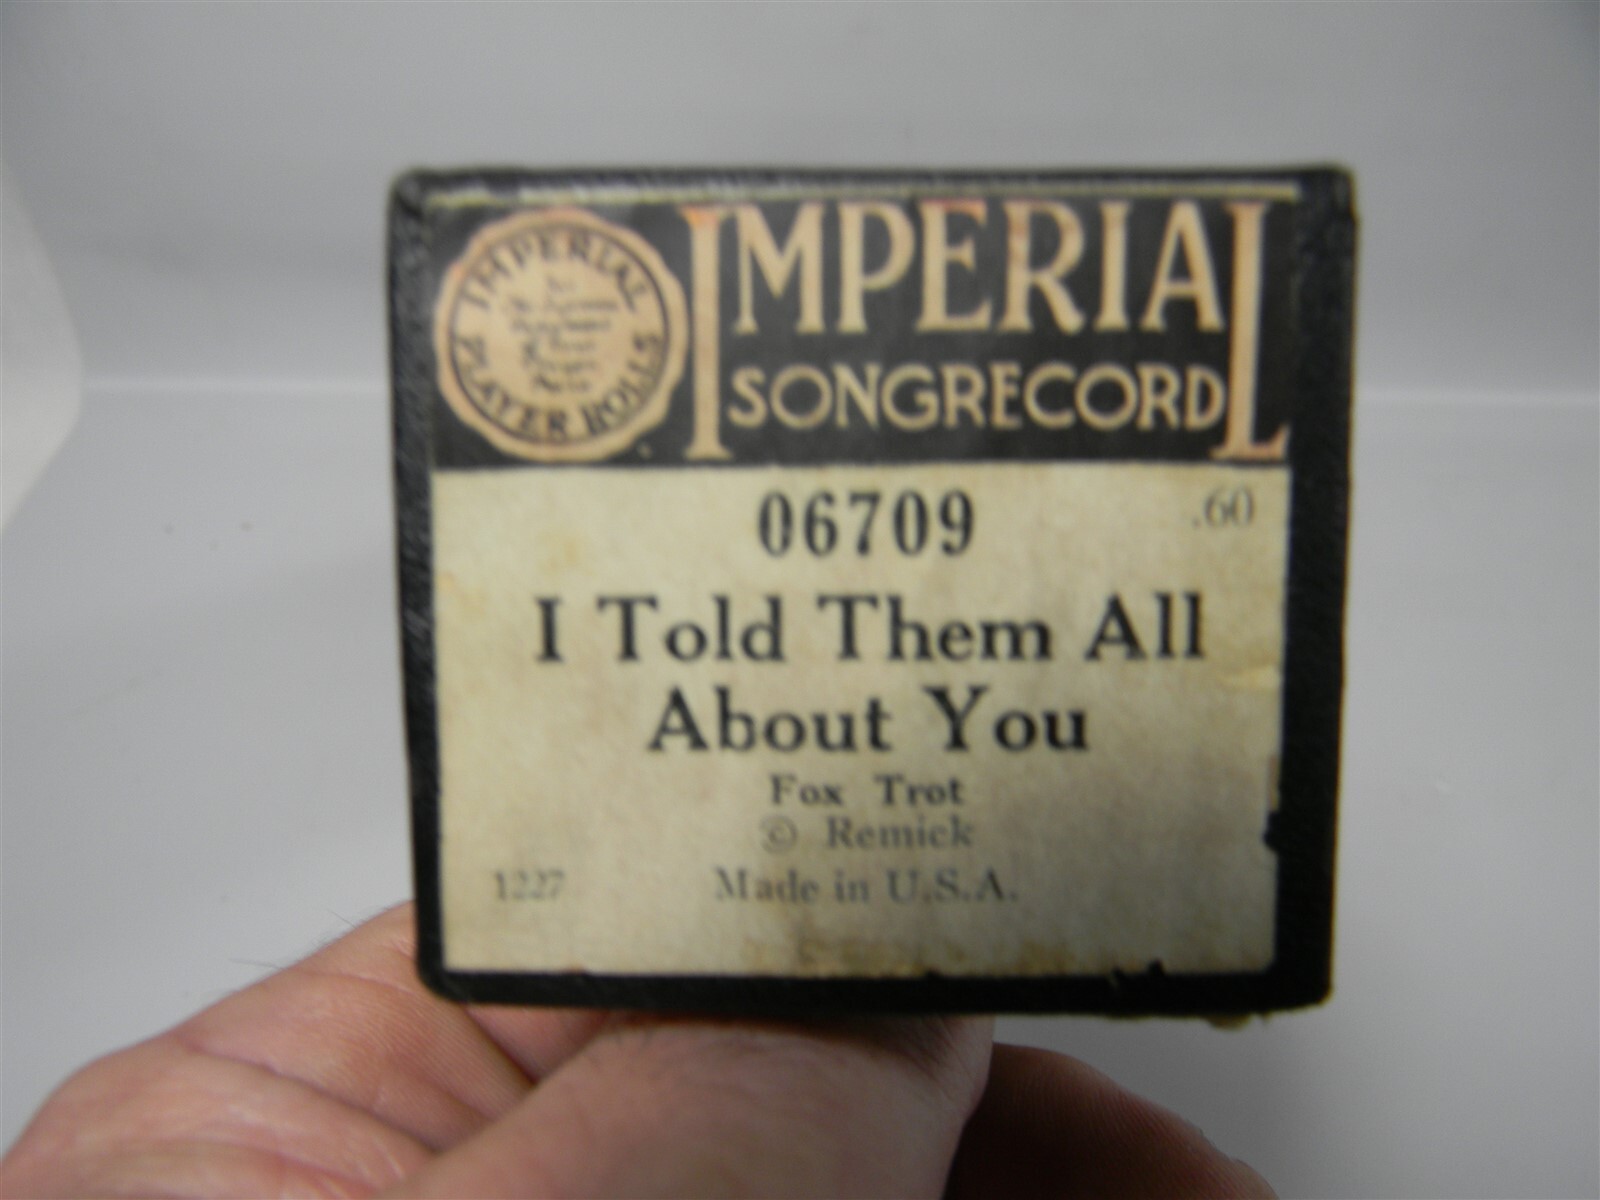 IMPERIAL
PLAYER ROLLS
IMPERIAL
SONGRECORD
06709
.60
I Told Them All
About You
Fox Trot
© Remick
1227
Made in U.S.A.